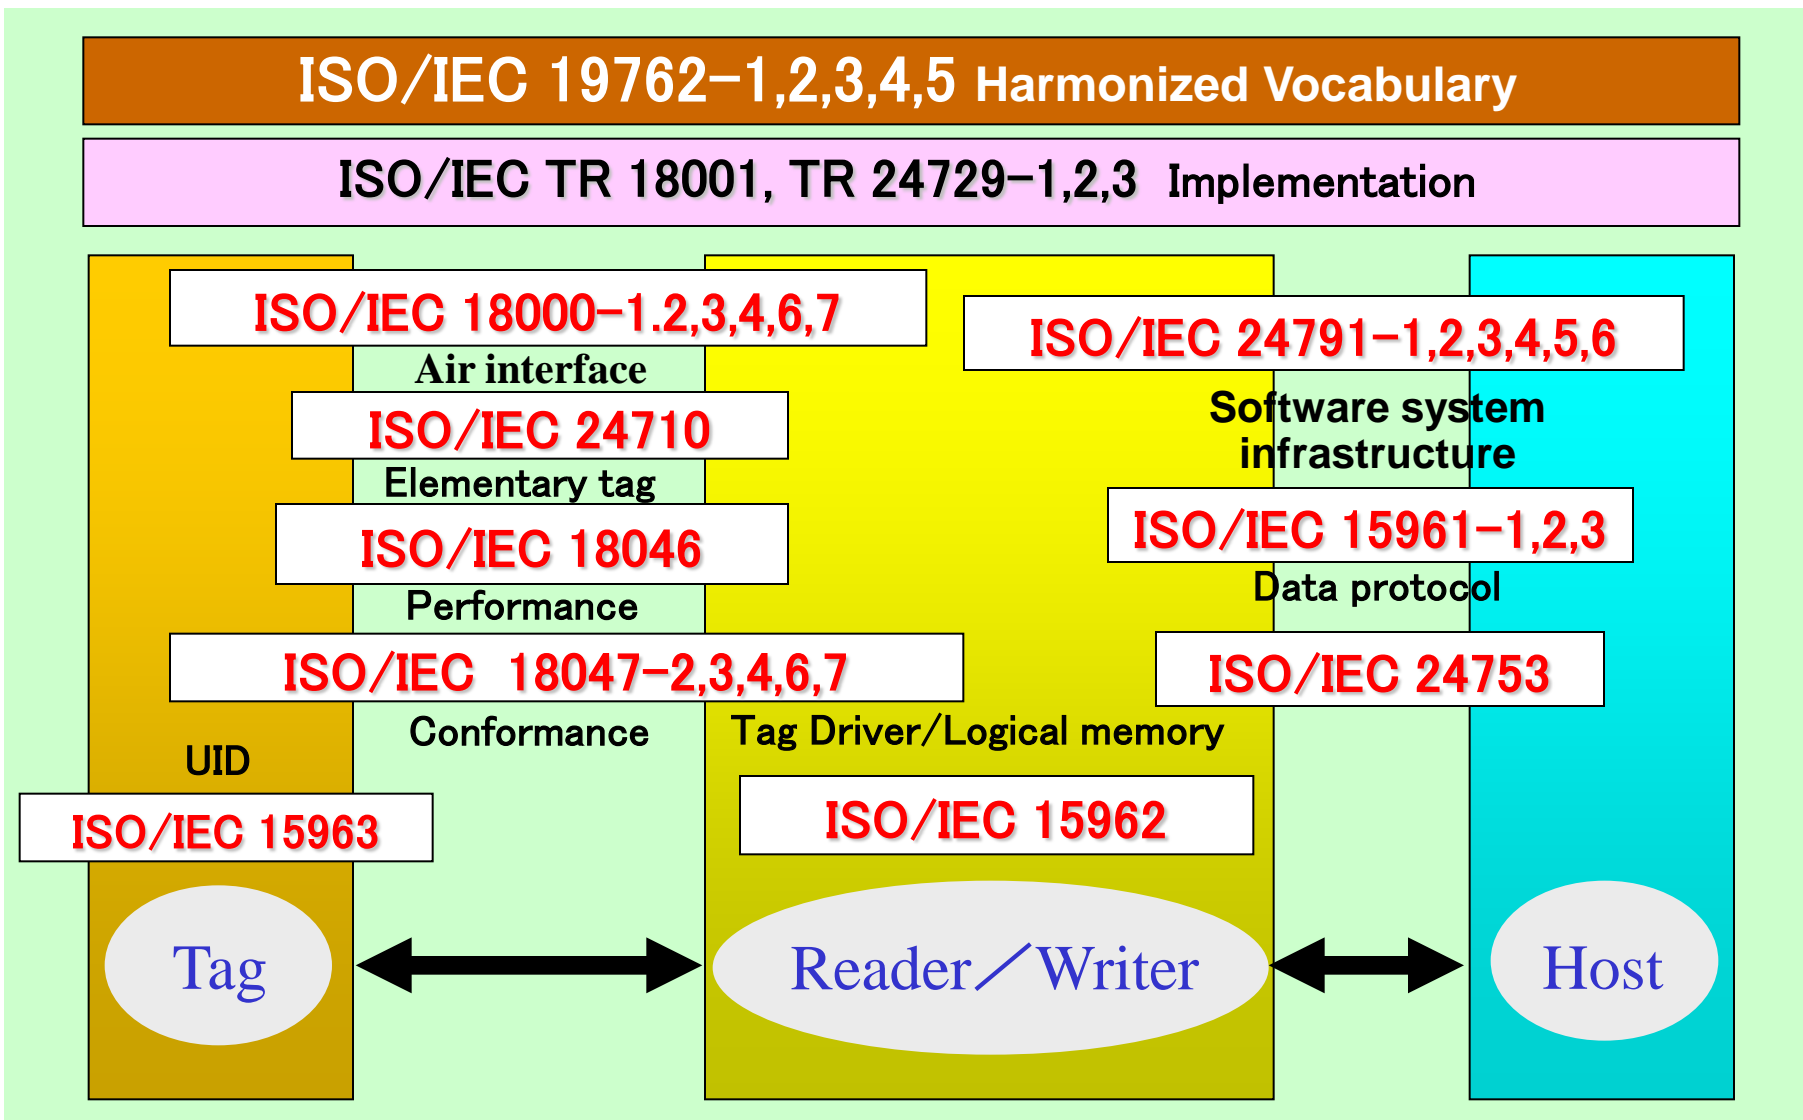 ISO/IEC 19762-1,2,3,4,5 Harmonized Vocabulary
ISO/IEC TR 18001, TR 24729-1,2,3 Implementation
ISO/IEC 18000-1.2,3,4,6,7
Air interface
ISO/IEC 24710
Elementary tag
ISO/IEC 18046
Performance
ISO/IEC 18047-2,3,4,6,7
Conformance
UID
ISO/IEC 15963
ISO/IEC 24791-1,2,3,4,5,6
Software system
infrastructure
ISO/IEC 15961-1,2,3
Data protocol
ISO/IEC 24753
Tag Driver/Logical memory
ISO/IEC 15962
Tag
Reader／Writer
Host